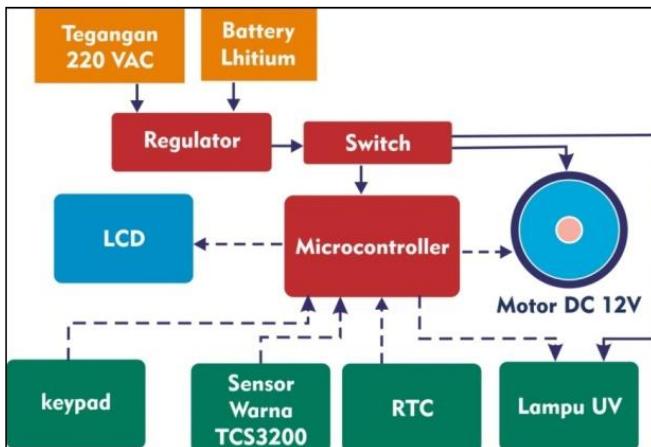 Tegangan
220 VAC
Battery
Lhitium
Regulator
Switch
LCD
Microcontroller
Motor DC 12V
keypad
Sensor
Warna
TCS3200
RTC
Lampu UV